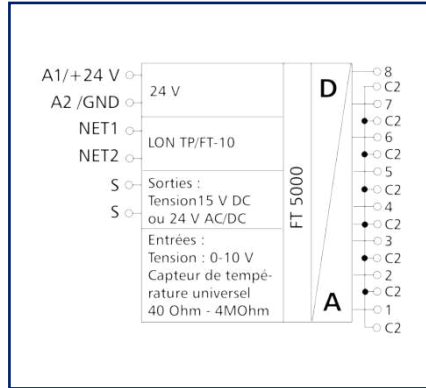 A1/+24 V
A2 /GND
NET1
NET2
S
S
24 V
LON TP/FT-10
Sorties :
Tension15 V DC
ou 24 V AC/DC
Entrées :
Tension : 0-10 V
Capteur de tempé-
rature universel
40 Ohm - 4MOhm
FT 5000
D
A
8
C2
7
C2
6
C2
5
C2
4
C2
3
C2
2
C2
1
C2